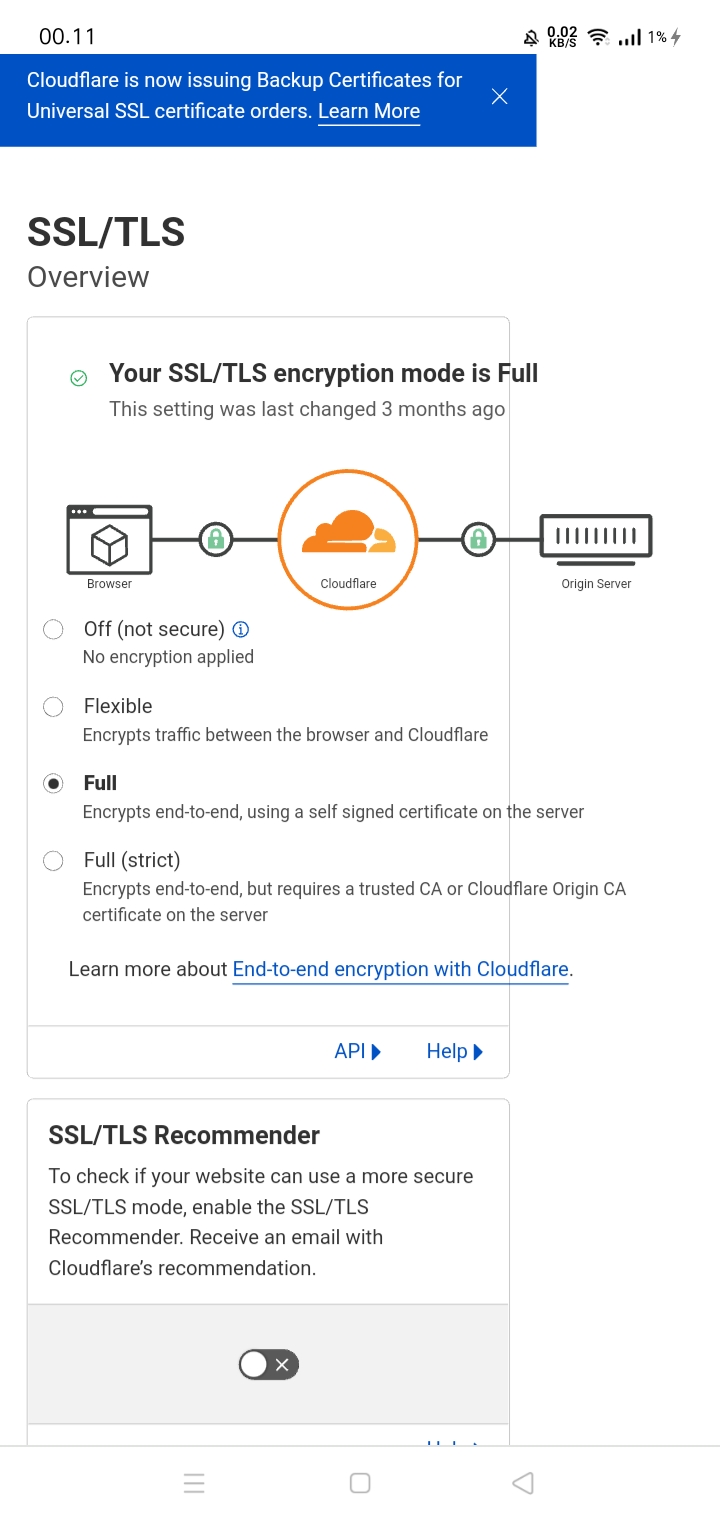 00.11
0.02
KB/S
1%
Cloudflare is now issuing Backup Certificates for
Universal SSL certificate orders. Learn More
SSL/TLS
Overview
Your SSL/TLS encryption mode is Full
This setting was last changed 3 months ago
Browser
Cloudflare
Origin Server
Off (not secure)
No encryption applied
Flexible
Encrypts traffic between the browser and Cloudflare
Full
Encrypts end-to-end, using a self signed certificate on the server
Full (strict)
Encrypts end-to-end, but requires a trusted CA or Cloudflare Origin CA
certificate on the server
Learn more about End-to-end encryption with Cloudflare.
API
Help
SSL/TLS Recommender
To check if your website can use a more secure
SSL/TLS mode, enable the SSL/TLS
Recommender. Receive an email with
Cloudflare’s recommendation.